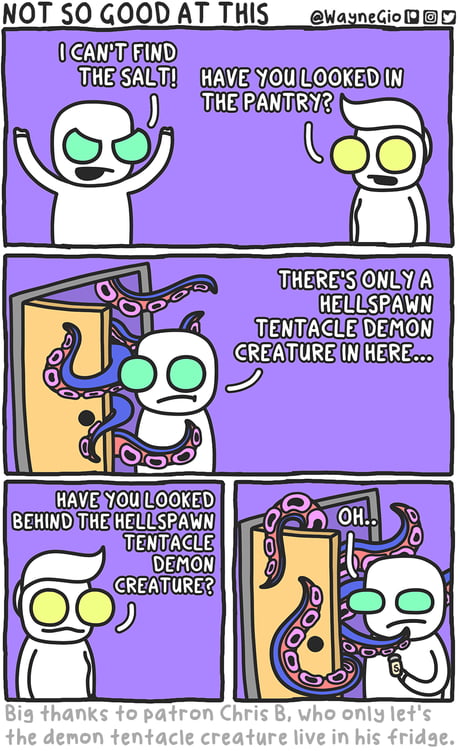 NOT SO GOOD AT THIS
@WayneGio
I CAN'T FIND
THE SALT!
HAVE YOU LOOKED IN
THE PANTRY?
THERE'S ONLY A
HELLSPAWN
TENTACLE DEMON
CREATURE IN HERE...
HAVE YOU LOOKED
BEHIND THE HELLSPAWN
TENTACLE
DEMON
CREATURE?
OH..
S
Big thanks to patron Chris B, who only let's
the demon tentacle creature live in his fridge.